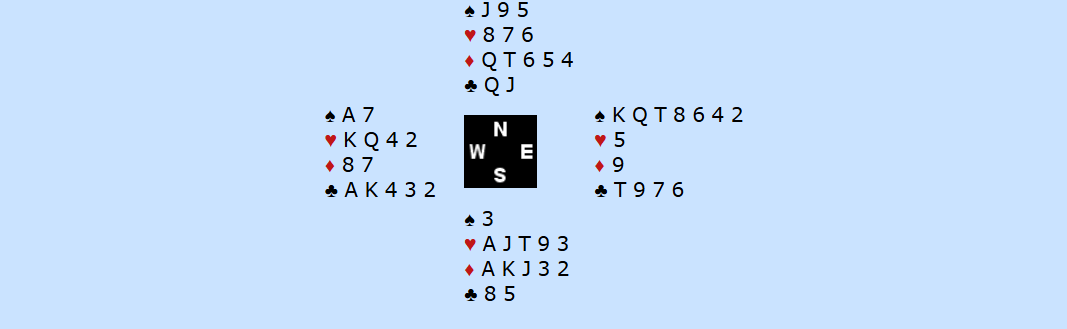 ♠ J 9 5
♥ 8 7 6
♦ Q T 6 5 4
♣ Q J
♠ A 7
♥ K Q 4 2
♦ 8 7
♣ A K 4 3 2
N
W E
S
♠ K Q T 8 6 4 2
♥ 5
♦ 9
♣ T 9 7 6
♠ 3
♥ A J T 9 3
♦ A K J 3 2
♣ 8 5